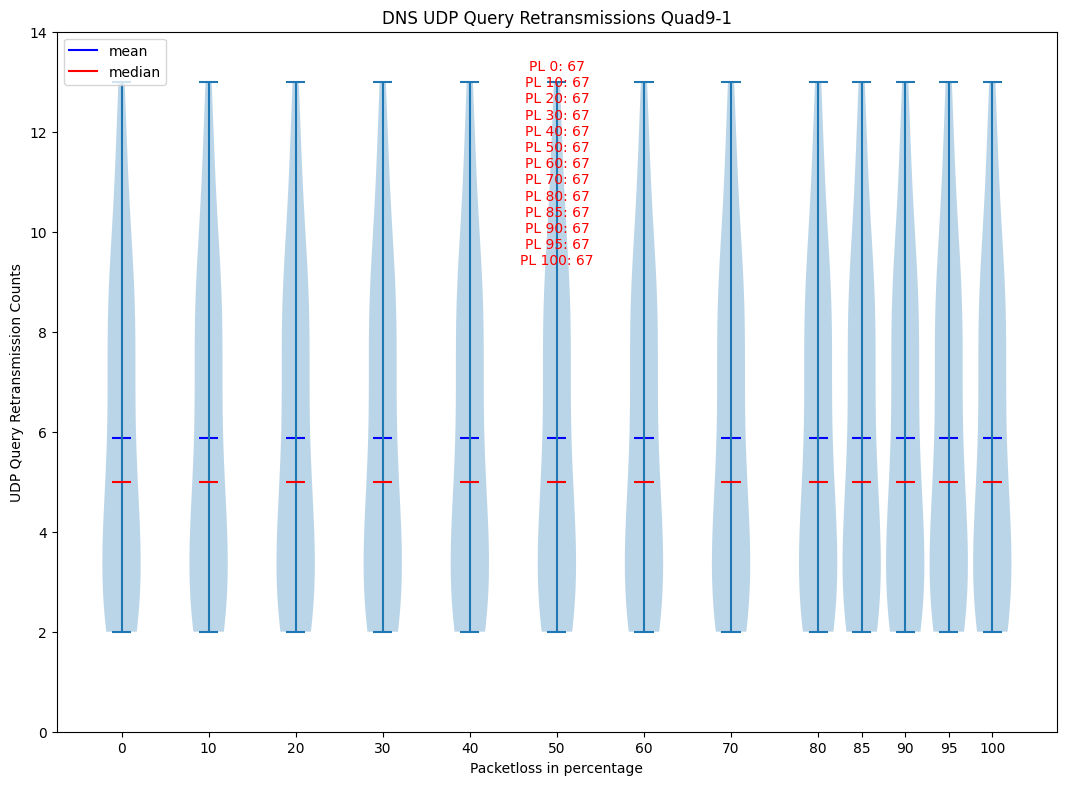 DNS UDP Query Retransmissions Quad9-1
mean
median
PL 0: 67
PL 10: 67
PL 20: 67
PL 30: 67
PL 40: 67
PL 50: 67
PL 60: 67
PL 70: 67
PL 80: 67
PL 85: 67
PL 90: 67
PL 95: 67
PL 100: 67
UDP Query Retransmission Counts
14
12
10
8
6
4
2
0
0 10 20 30 40 50 60 70 80 85 90 95 100
Packetloss in percentage